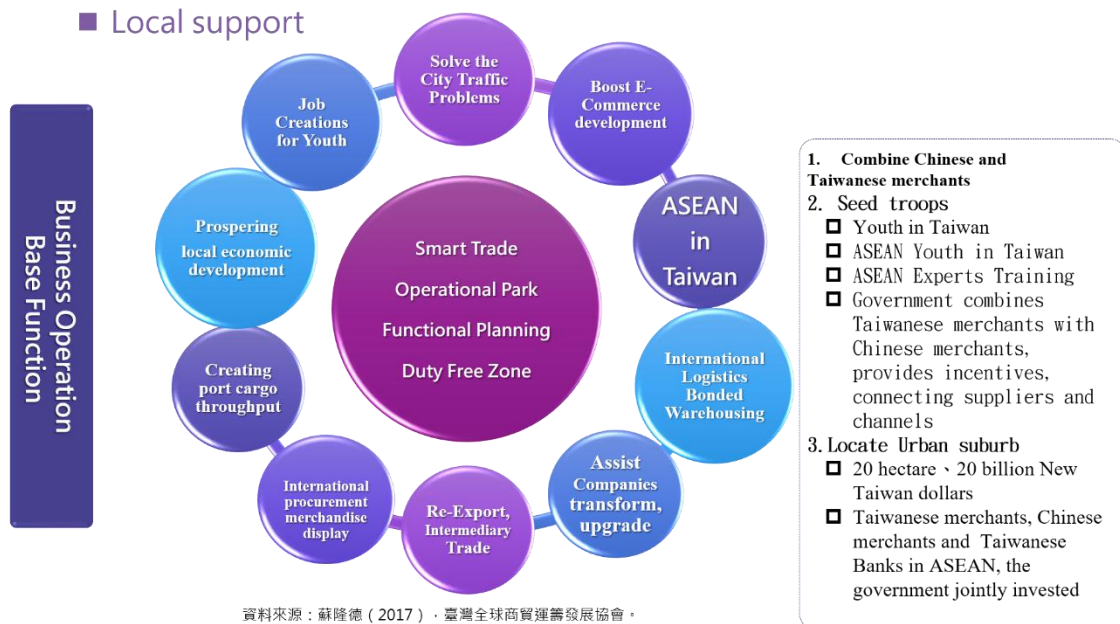 ■ Local support
Business Operation
Base Function
Solve the
City Traffic
Problems
Boost E-
Commerce
development
ASEAN
in
Taiwan
International
Logistics
Bonded
Warehousing
Assist
Companies
transform,
upgrade
Re-Export,
Intermediary
Trade
International
procurement
merchandise
display
Creating
port cargo
throughput
Prospering
local economic
development
Job
Creations
for Youth
Smart Trade
Operational Park
Functional Planning
Duty Free Zone
1. Combine Chinese and
Taiwanese merchants
2. Seed troops
□ Youth in Taiwan
□ ASEAN Youth in Taiwan
□ ASEAN Experts Training
□ Government combines
Taiwanese merchants with
Chinese merchants,
provides incentives,
connecting suppliers and
channels
3. Locate Urban suburb
□ 20 hectare、20 billion New
Taiwan dollars
□ Taiwanese merchants, Chinese
merchants and Taiwanese
Banks in ASEAN, the
government jointly invested
資料來源：蘇隆德（2017），臺灣全球商貿運籌發展協會。